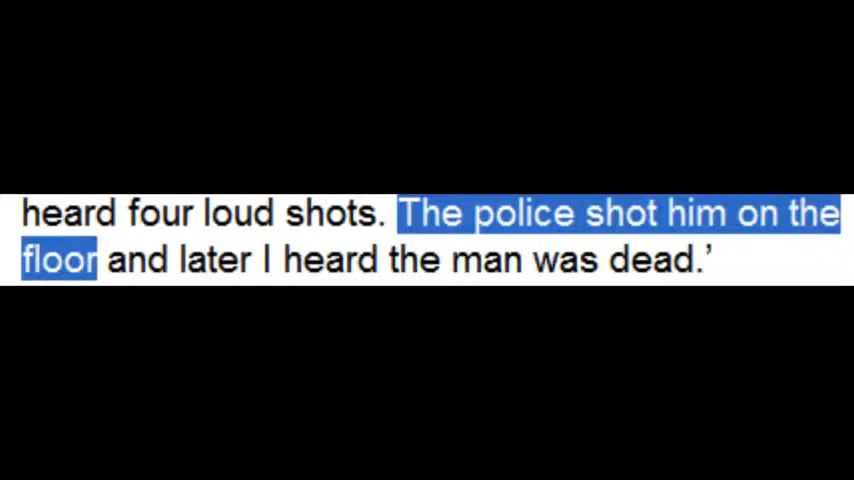 heard four loud shots. The police shot him on the
floor and later I heard the man was dead.’